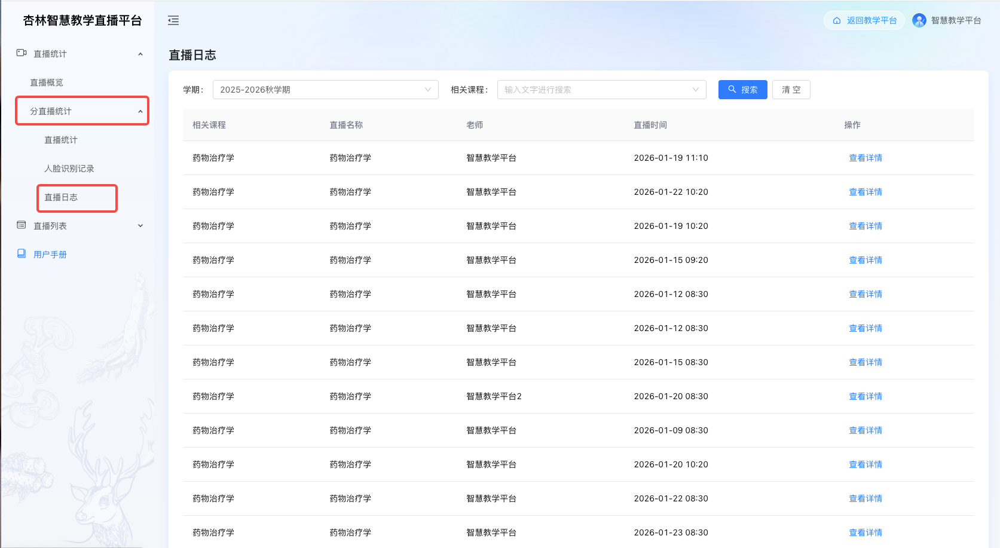 杏林智慧教学直播平台
返回教学平台
智慧教学平台
直播统计
直播概览
分直播统计
直播统计
人脸识别记录
直播日志
直播列表
用户手册
直播日志
学期： 2025-2026秋学期 相关课程： 输入文字进行搜索 搜索 清 空
相关课程 直播名称 老师 直播时间 操作
药物治疗学 药物治疗学 智慧教学平台 2026-01-19 11:10 查看详情
药物治疗学 药物治疗学 智慧教学平台 2026-01-22 10:20 查看详情
药物治疗学 药物治疗学 智慧教学平台 2026-01-19 10:20 查看详情
药物治疗学 药物治疗学 智慧教学平台 2026-01-15 09:20 查看详情
药物治疗学 药物治疗学 智慧教学平台 2026-01-12 08:30 查看详情
药物治疗学 药物治疗学 智慧教学平台 2026-01-12 08:30 查看详情
药物治疗学 药物治疗学 智慧教学平台 2026-01-15 08:30 查看详情
药物治疗学 药物治疗学 智慧教学平台2 2026-01-20 08:30 查看详情
药物治疗学 药物治疗学 智慧教学平台 2026-01-09 08:30 查看详情
药物治疗学 药物治疗学 智慧教学平台 2026-01-20 10:20 查看详情
药物治疗学 药物治疗学 智慧教学平台 2026-01-22 08:30 查看详情
药物治疗学 药物治疗学 智慧教学平台 2026-01-23 08:30 查看详情